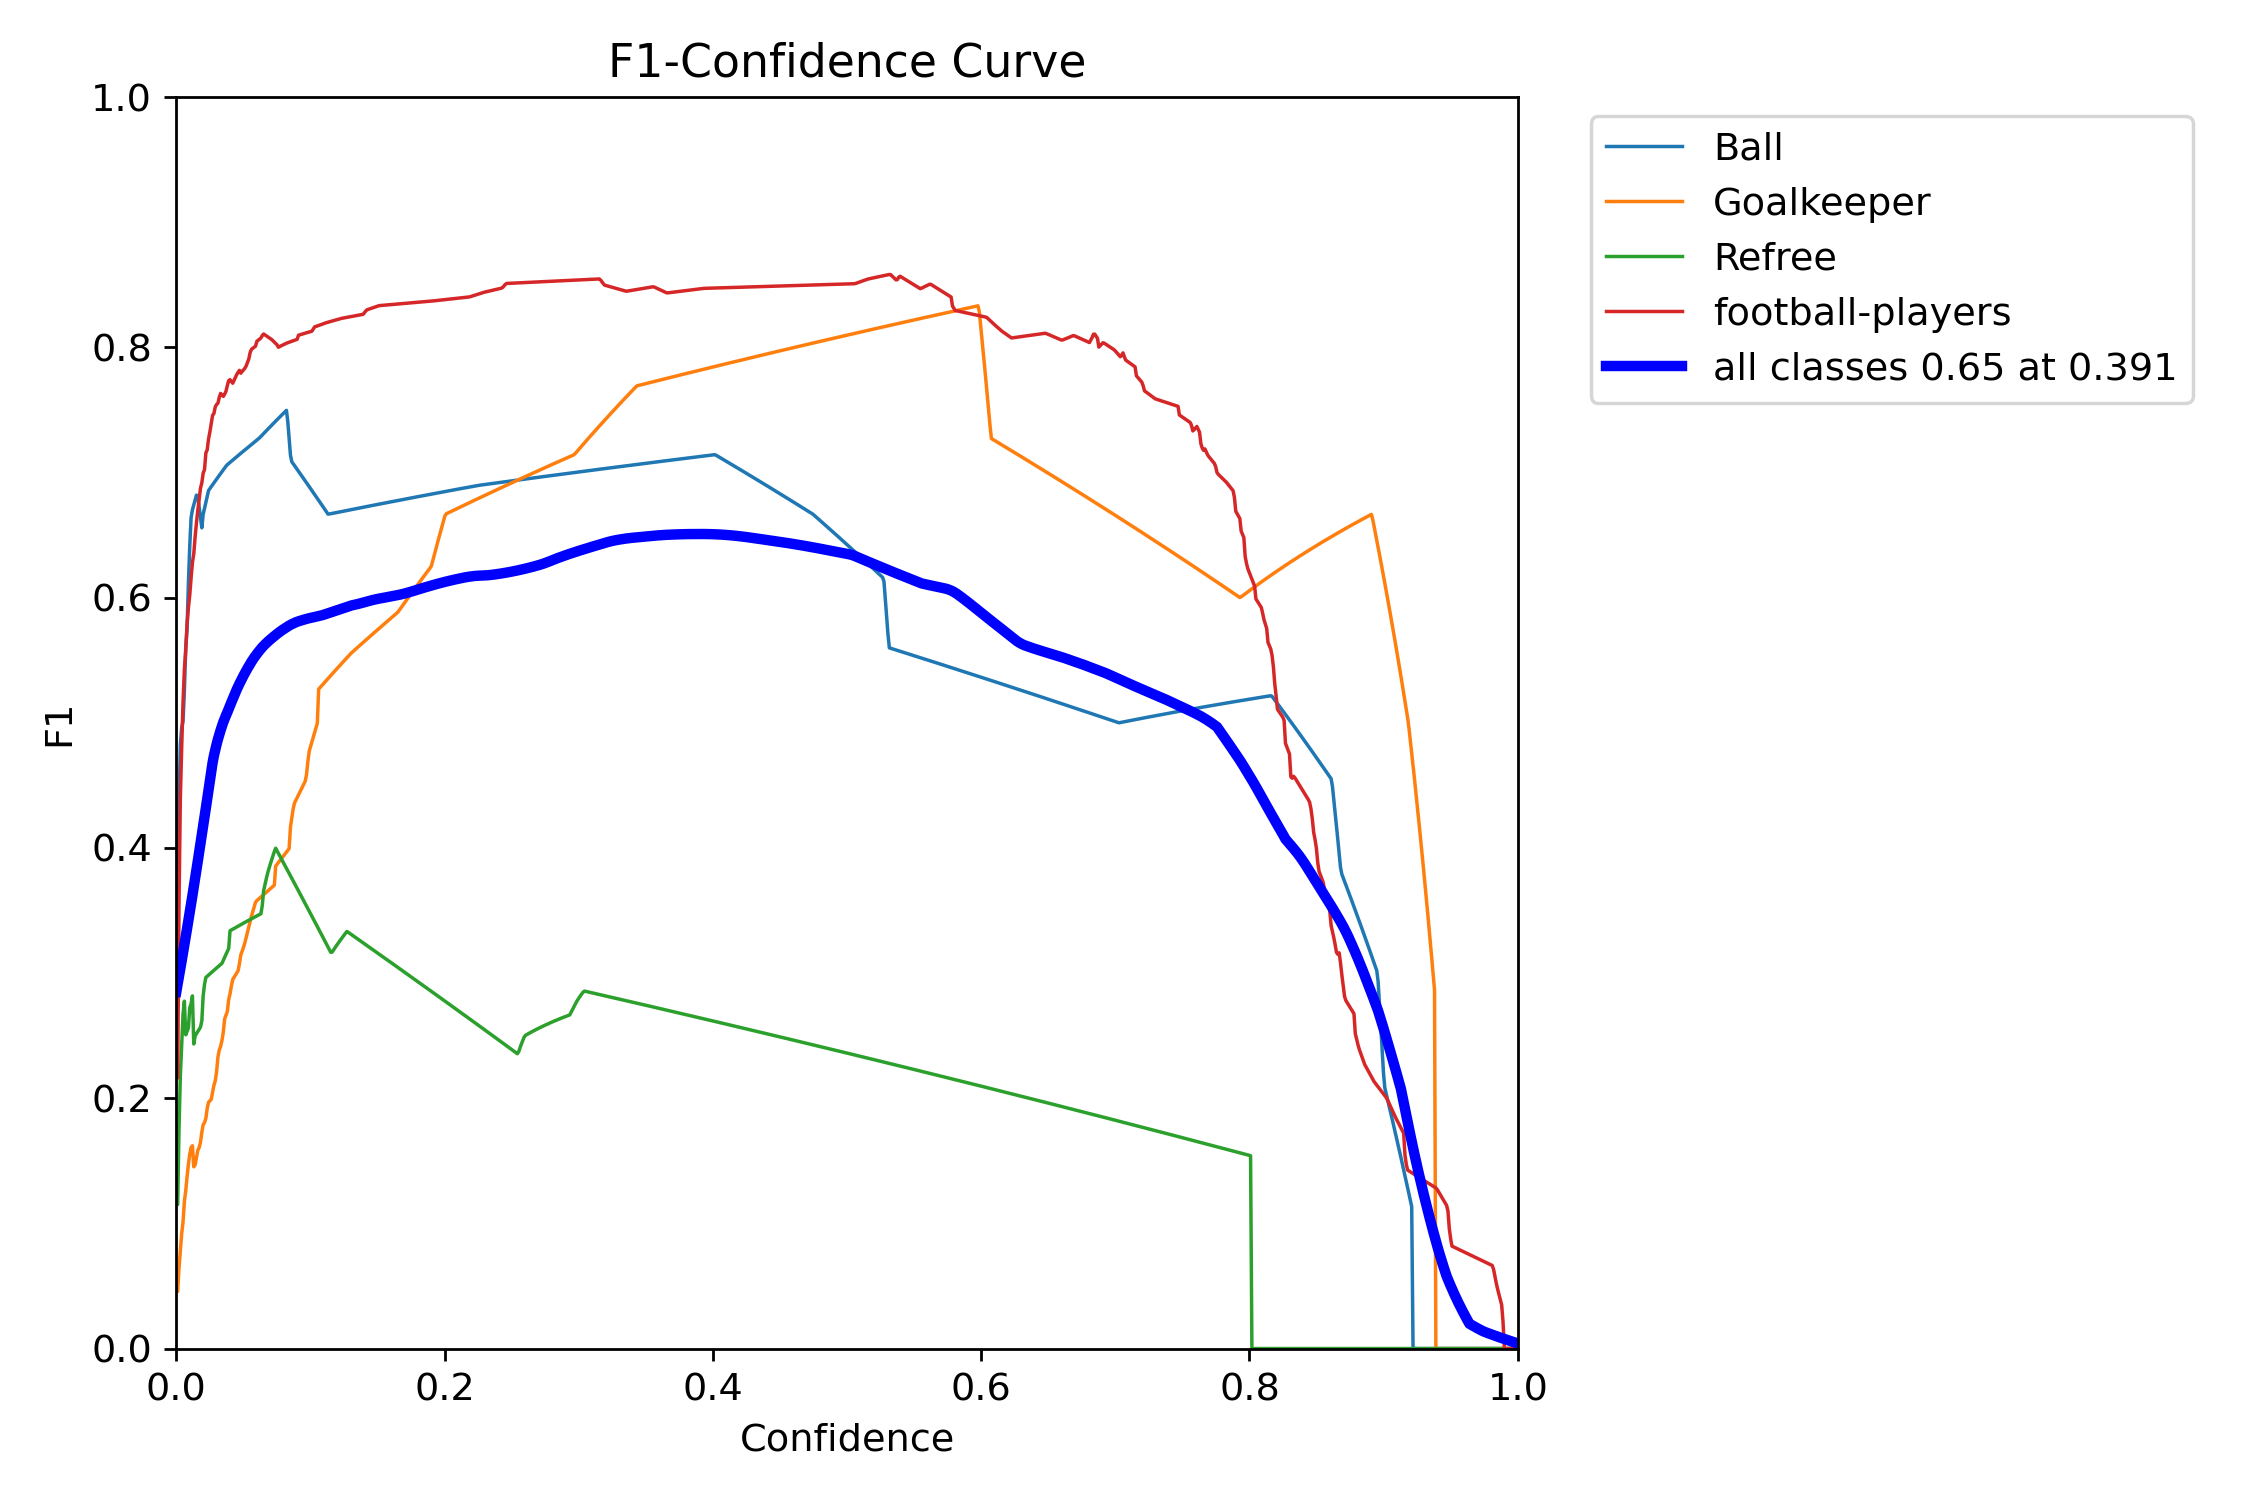 F1-Confidence Curve
1.0
0.8
0.6
0.4
0.2
0.0
F1
0.0 0.2 0.4 0.6 0.8 1.0
Confidence
Ball
Goalkeeper
Refree
football-players
all classes 0.65 at 0.391